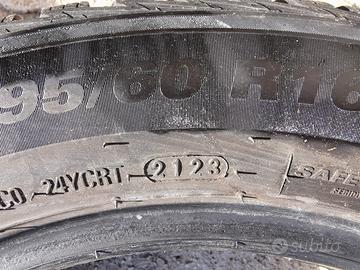 95/60 R16
CO 24YCRT 2123 SAFE
subito